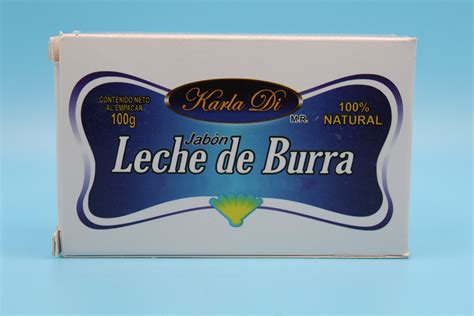 Karla Di
M.R.
CONTENIDO NETO
AL EMPACAR
100g
100%
NATURAL
Jabón
Leche de Burra